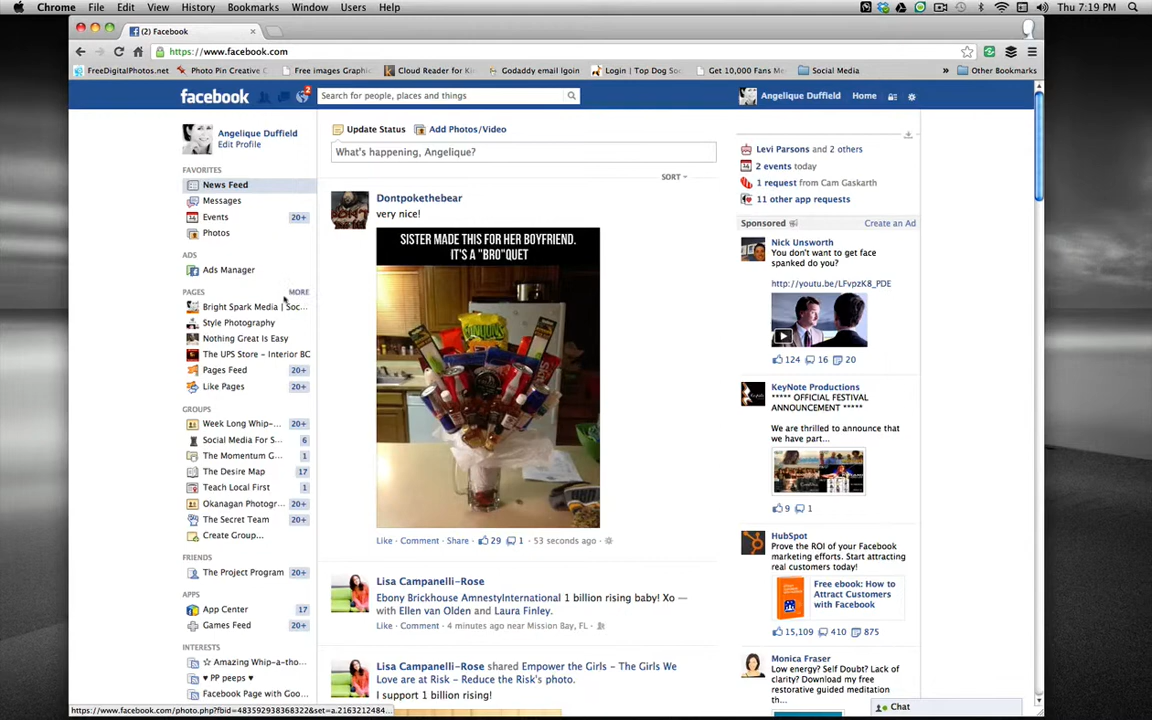 Chrome File Edit View History Bookmarks Window Users Help Thu 7:19 PM
(2) Facebook
https://www.facebook.com
FreeDigitalPhotos.net Photo Pin Creative C Free images Graphi Cloud Reader for Ki Godaddy email lgoin Login | Top Dog Soc Get 10,000 Fans Me Social Media » Other Bookmarks
facebook 2 Search for people, places and things Angelique Duffield Home
Angelique Duffield
Edit Profile
FAVORITES
News Feed
Messages
Events 20+
Photos
ADS
Ads Manager
PAGES MORE
Bright Spark Media | Soc...
Style Photography
Nothing Great Is Easy
The UPS Store - Interior BC
Pages Feed 20+
Like Pages 20+
GROUPS
Week Long Whip-... 20+
Social Media For S... 6
The Momentum G... 1
The Desire Map 17
Teach Local First 1
Okanagan Photogr... 20+
The Secret Team 20+
Create Group...
FRIENDS
The Project Program 20+
APPS
App Center 17
Games Feed 20+
INTERESTS
☆ Amazing Whip-a-tho...
♥ PP peeps ♥
Facebook Page with Goo...
https://www.facebook.com/photo.php?fbid=483592938368322&set=a.2163212484...
Update Status Add Photos/Video
What's happening, Angelique?
SORT
Dontpokethebear
very nice!
SISTER MADE THIS FOR HER BOYFRIEND.
IT'S A "BRO"QUET
FUNYUNS
Like · Comment · Share · 29 1 · 53 seconds ago ·
Lisa Campanelli-Rose
Ebony Brickhouse AmnestyInternational 1 billion rising baby! Xo —
with Ellen van Olden and Laura Finley.
Like · Comment · 4 minutes ago near Mission Bay, FL ·
Lisa Campanelli-Rose shared Empower the Girls - The Girls We
Love are at Risk - Reduce the Risk's photo.
I support 1 billion rising!
Levi Parsons and 2 others
2 events today
1 request from Cam Gaskarth
11 other app requests
Sponsored Create an Ad
Nick Unsworth
You don't want to get face
spanked do you?
http://youtu.be/LFvpzK8_PDE
124 16 20
KeyNote Productions
***** OFFICIAL FESTIVAL
ANNOUNCEMENT *****
We are thrilled to announce that
we have part...
9 1
HubSpot
Prove the ROI of your Facebook
marketing efforts. Start attracting
real customers today!
Free ebook: How to
Attract Customers
with Facebook
15,109 410 875
Monica Fraser
Low energy? Self Doubt? Lack of
clarity? Download my free
restorative guided meditation
th...
Chat